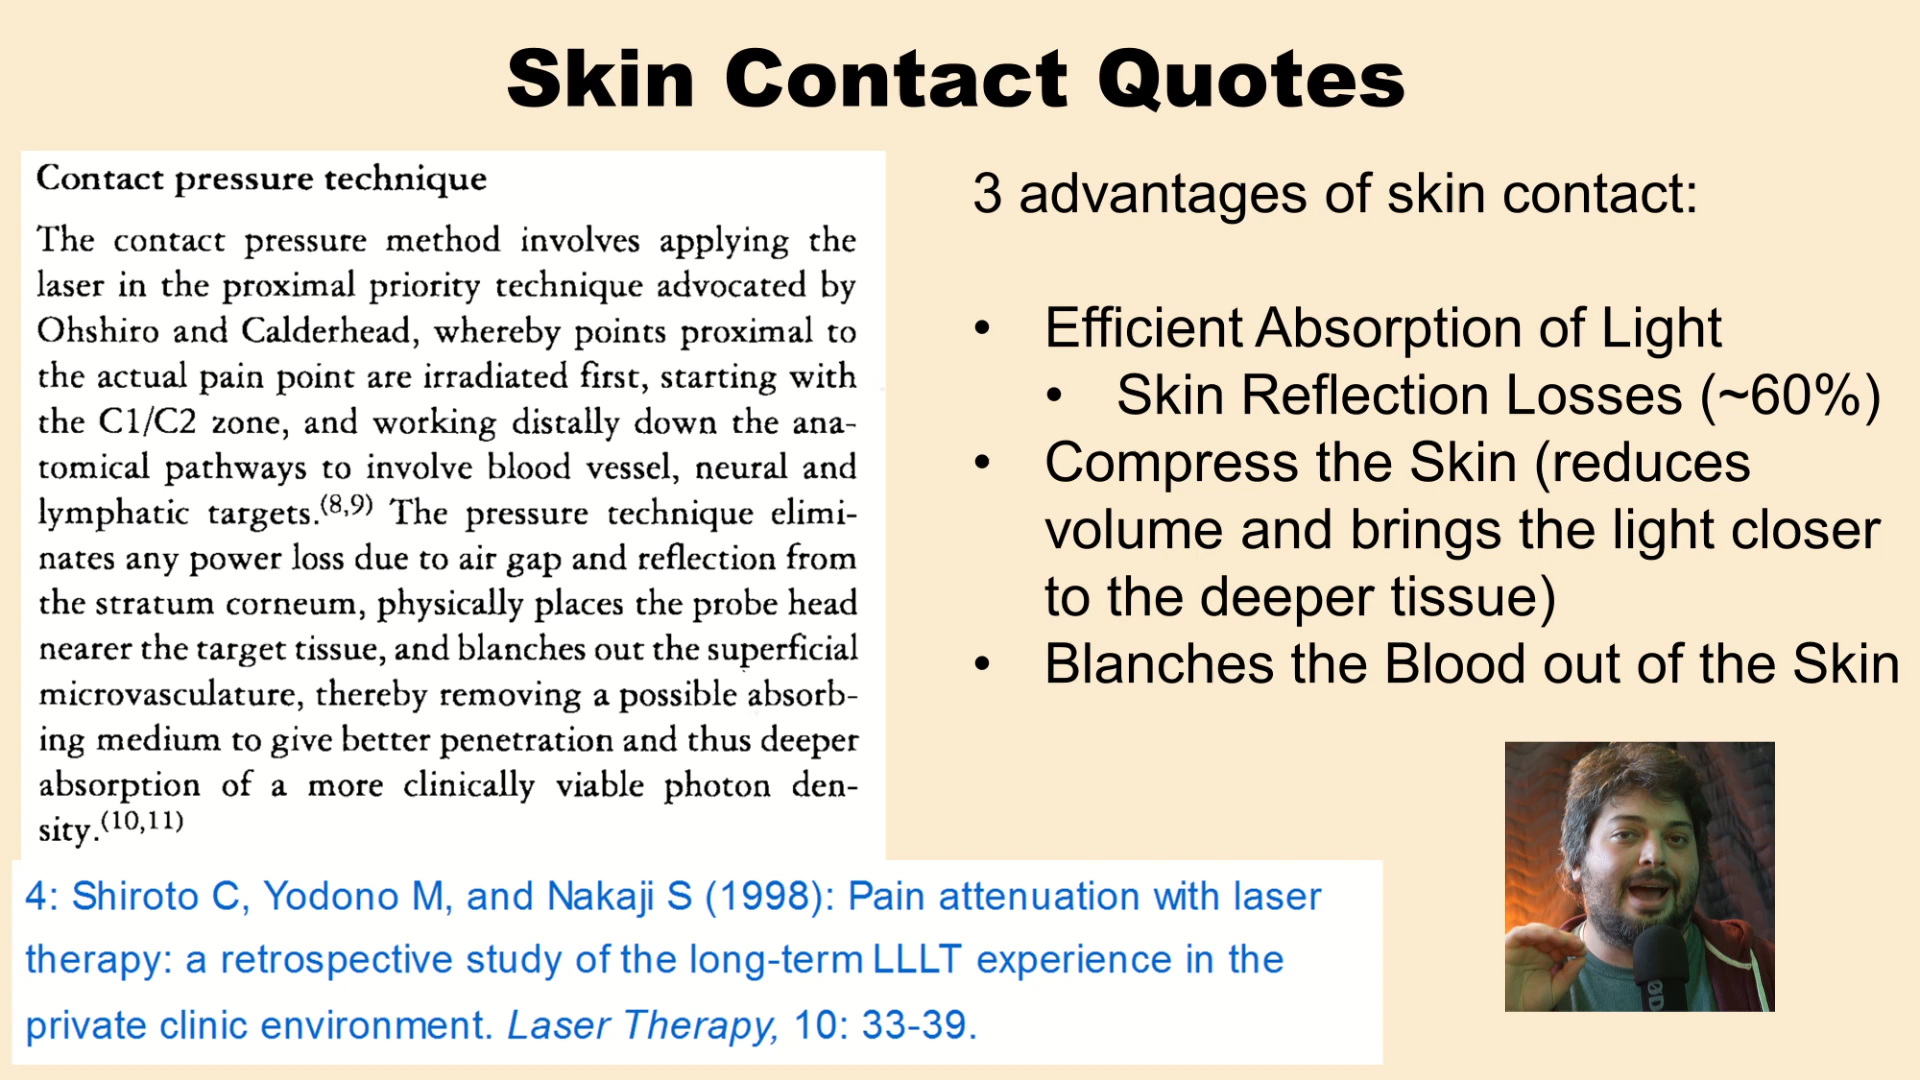 Skin Contact Quotes
Contact pressure technique
The contact pressure method involves applying the
laser in the proximal priority technique advocated by
Ohshiro and Calderhead, whereby points proximal to
the actual pain point are irradiated first, starting with
the C1/C2 zone, and working distally down the ana-
tomical pathways to involve blood vessel, neural and
lymphatic targets.(8,9) The pressure technique elimi-
nates any power loss due to air gap and reflection from
the stratum corneum, physically places the probe head
nearer the target tissue, and blanches out the superficial
microvasculature, thereby removing a possible absorb-
ing medium to give better penetration and thus deeper
absorption of a more clinically viable photon den-
sity.(10,11)
4: Shiroto C, Yodono M, and Nakaji S (1998): Pain attenuation with laser
therapy: a retrospective study of the long-term LLLT experience in the
private clinic environment. Laser Therapy, 10: 33-39.
3 advantages of skin contact:
• Efficient Absorption of Light
• Skin Reflection Losses (~60%)
• Compress the Skin (reduces
volume and brings the light closer
to the deeper tissue)
• Blanches the Blood out of the Skin